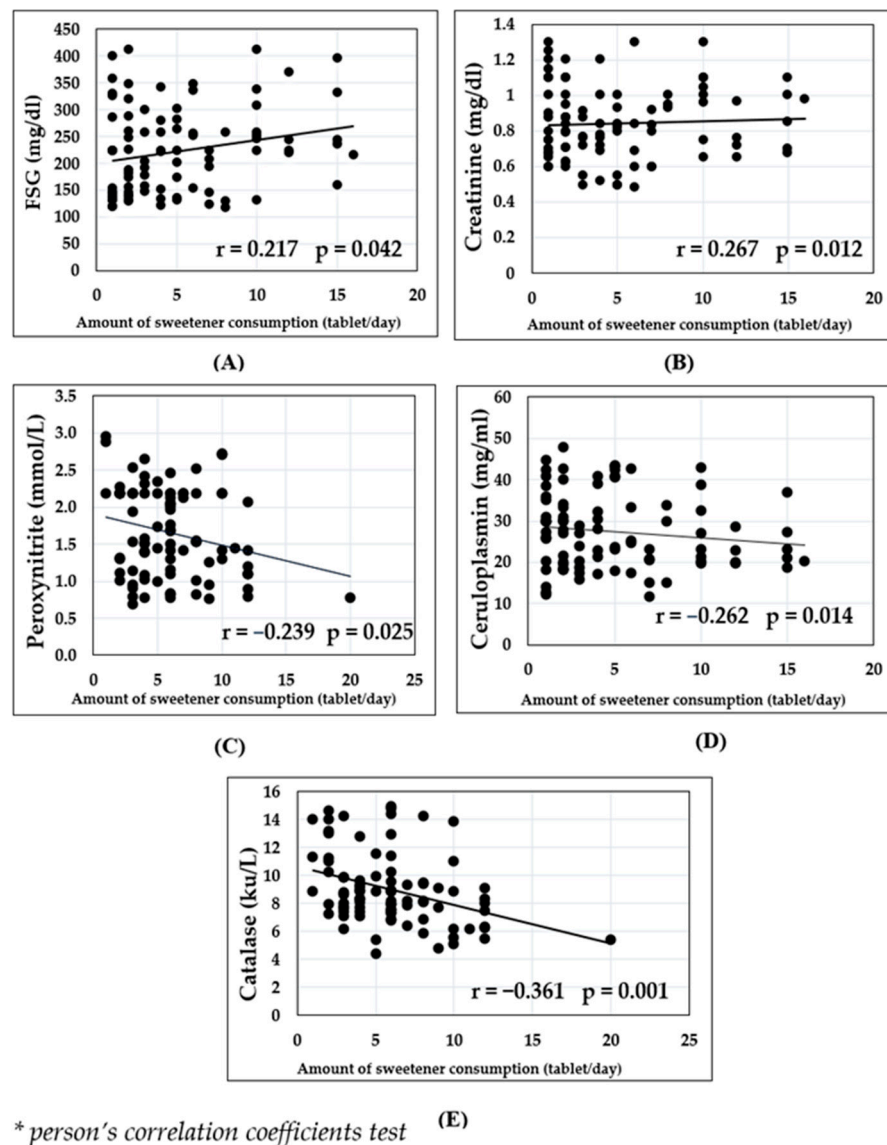 450
400
350
300
250
200
150
100
50
0
FSG (mg/dl)
0 5 10 15 20
r = 0.217 p = 0.042
Amount of sweetener consumption (tablet/day)
(A)
1.4
1.2
1
0.8
0.6
0.4
0.2
0
Creatinine (mg/dl)
0 5 10 15 20
r = 0.267 p = 0.012
Amount of sweetener consumption (tablet/day)
(B)
3.5
3.0
2.5
2.0
1.5
1.0
0.5
0.0
Peroxynitrite (mmol/L)
0 5 10 15 20 25
r = −0.239 p = 0.025
Amount of sweetener consumption (tablet/day)
(C)
60
50
40
30
20
10
0
Ceruloplasmin (mg/ml)
0 5 10 15 20
r = −0.262 p = 0.014
Amount of sweetener consumption (tablet/day)
(D)
16
14
12
10
8
6
4
2
0
Catalase (ku/L)
0 5 10 15 20 25
r = −0.361 p = 0.001
Amount of sweetener consumption (tablet/day)
(E)
* person's correlation coefficients test